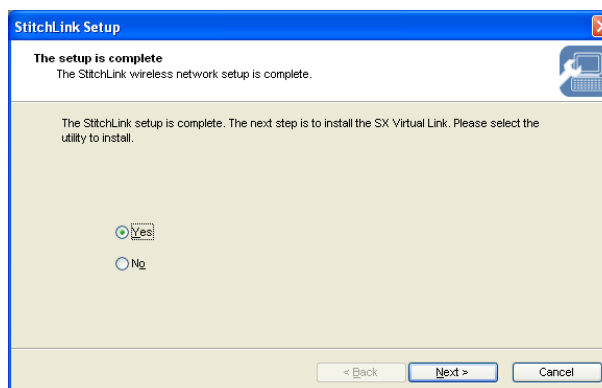 StitchLink Setup
The setup is complete
The StitchLink wireless network setup is complete.
The StitchLink setup is complete. The next step is to install the SX Virtual Link. Please select the
utility to install.
Yes
No
< Back Next > Cancel